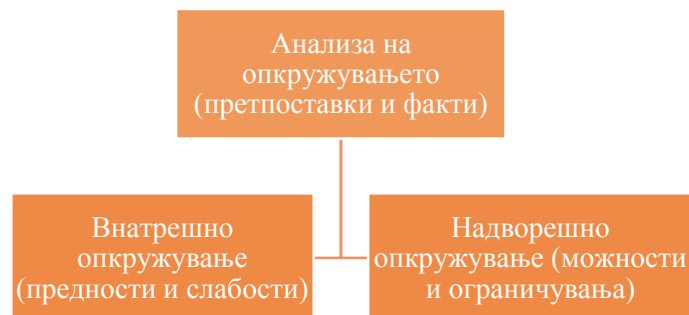 Анализа на
опкружувањето
(претпоставки и факти)
Внатрешно
опкружување
(предности и слабости)
Надворешно
опкружување (можности
и ограничувања)